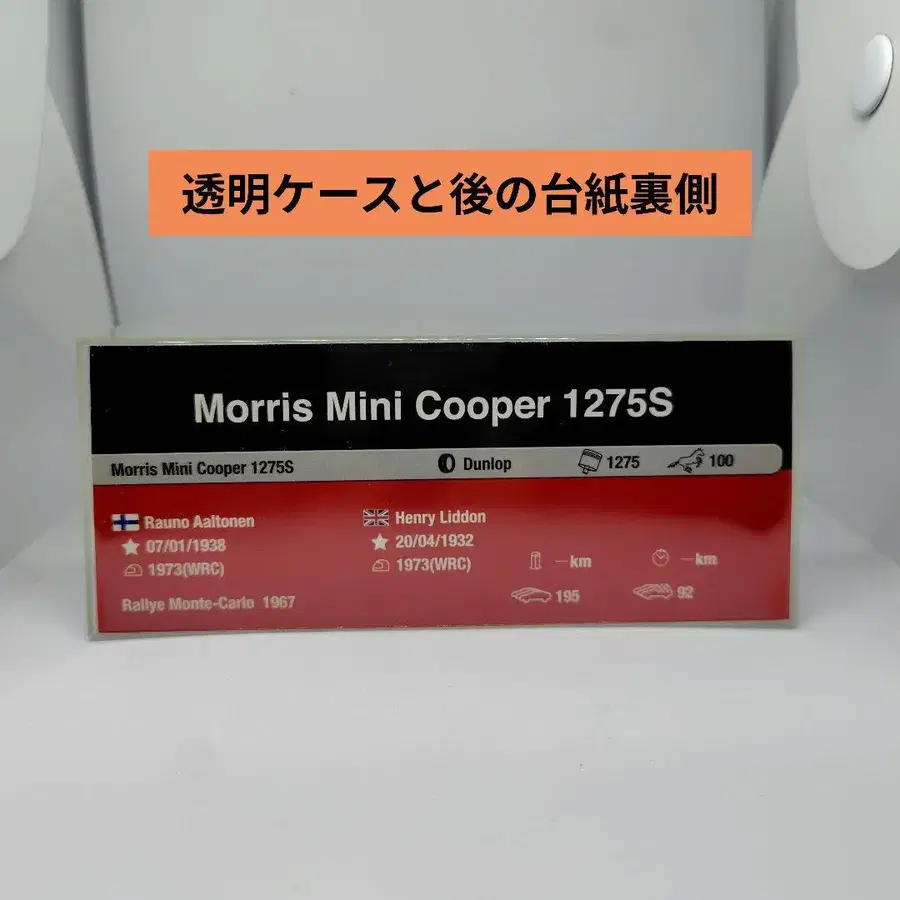 透明ケースと後の台紙裏側
Morris Mini Cooper 1275S
Morris Mini Cooper 1275S Dunlop 1275 100
Rauno Aaltonen Henry Liddon
07/01/1938 20/04/1932
1973(WRC) 1973(WRC) —km —km
Rallye Monte-Carlo 1967 195 92